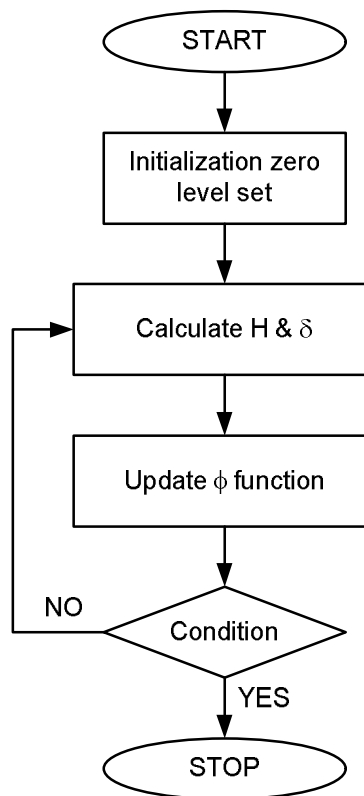 START
Initialization zero
level set
Calculate H & δ
Update ϕ function
Condition
NO
YES
STOP